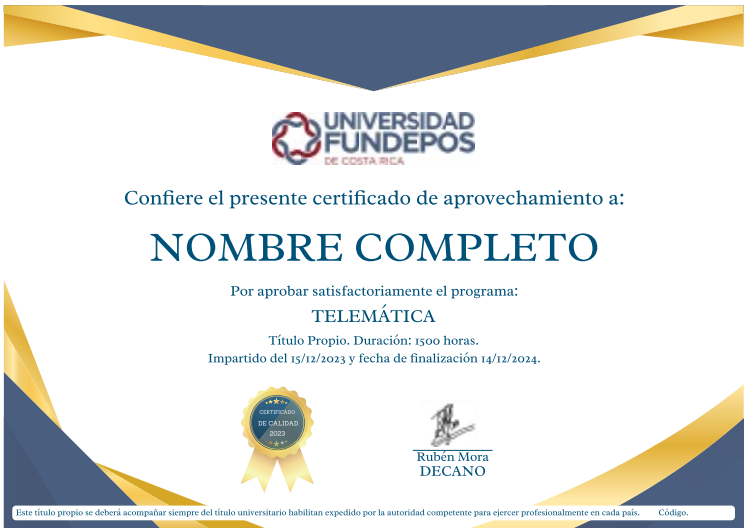 UNIVERSIDAD
FUNDEPOS
DE COSTA RICA
Confiere el presente certificado de aprovechamiento a:
NOMBRE COMPLETO
Por aprobar satisfactoriamente el programa:
TELEMÁTICA
Título Propio. Duración: 1500 horas.
Impartido del 15/12/2023 y fecha de finalización 14/12/2024.
CERTIFICADO
DE CALIDAD
2023
Rubén Mora
DECANO
Este título propio se deberá acompañar siempre del título universitario habilitan expedido por la autoridad competente para ejercer profesionalmente en cada país. Código.